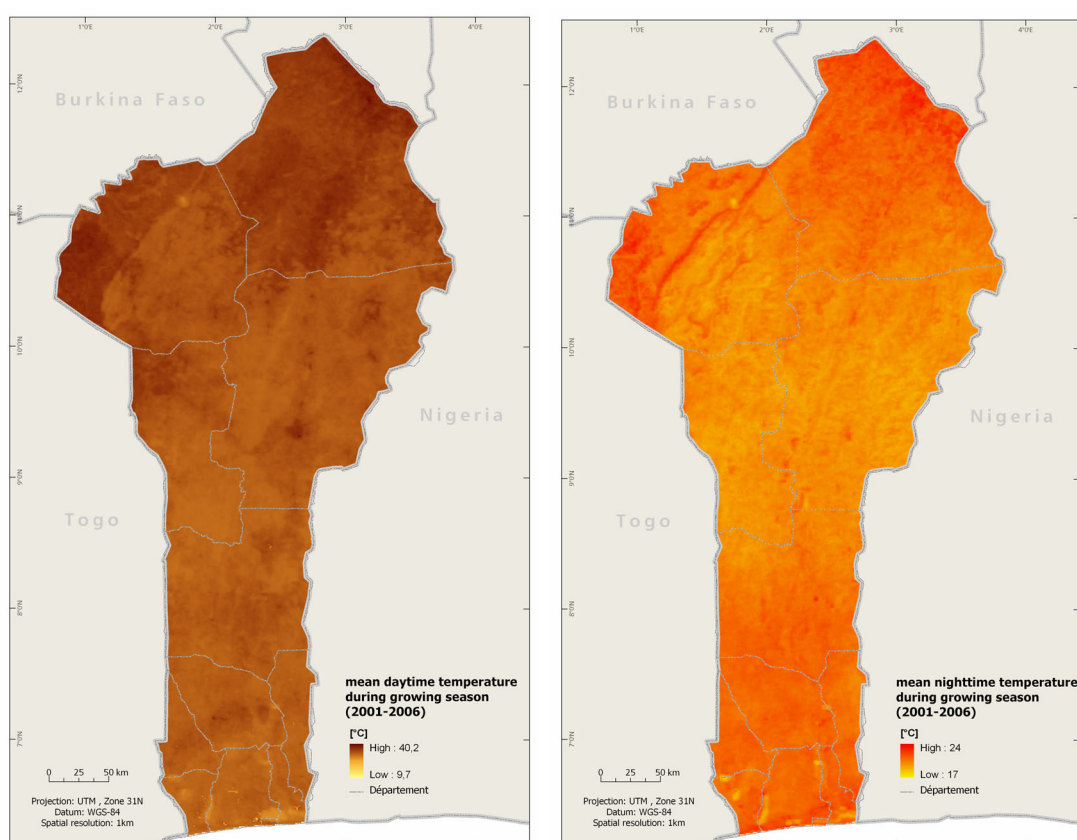 1°0'E 2°0'E 3°0'E 4°0'E
12°0'N
11°0'N
10°0'N
9°0'N
8°0'N
7°0'N
Burkina Faso
Nigeria
Togo
mean daytime temperature
during growing season
(2001-2006)
[°C]
High : 40,2
Low : 9,7
Département
0 25 50 km
Projection: UTM , Zone 31N
Datum: WGS-84
Spatial resolution: 1km
1°0'E 2°0'E 3°0'E 4°0'E
12°0'N
10°0'N
9°0'N
8°0'N
7°0'N
Burkina Faso
Nigeria
Togo
mean nighttime temperature
during growing season
(2001-2006)
[°C]
High : 24
Low : 17
Département
0 25 50 km
Projection: UTM , Zone 31N
Datum: WGS-84
Spatial resolution: 1km